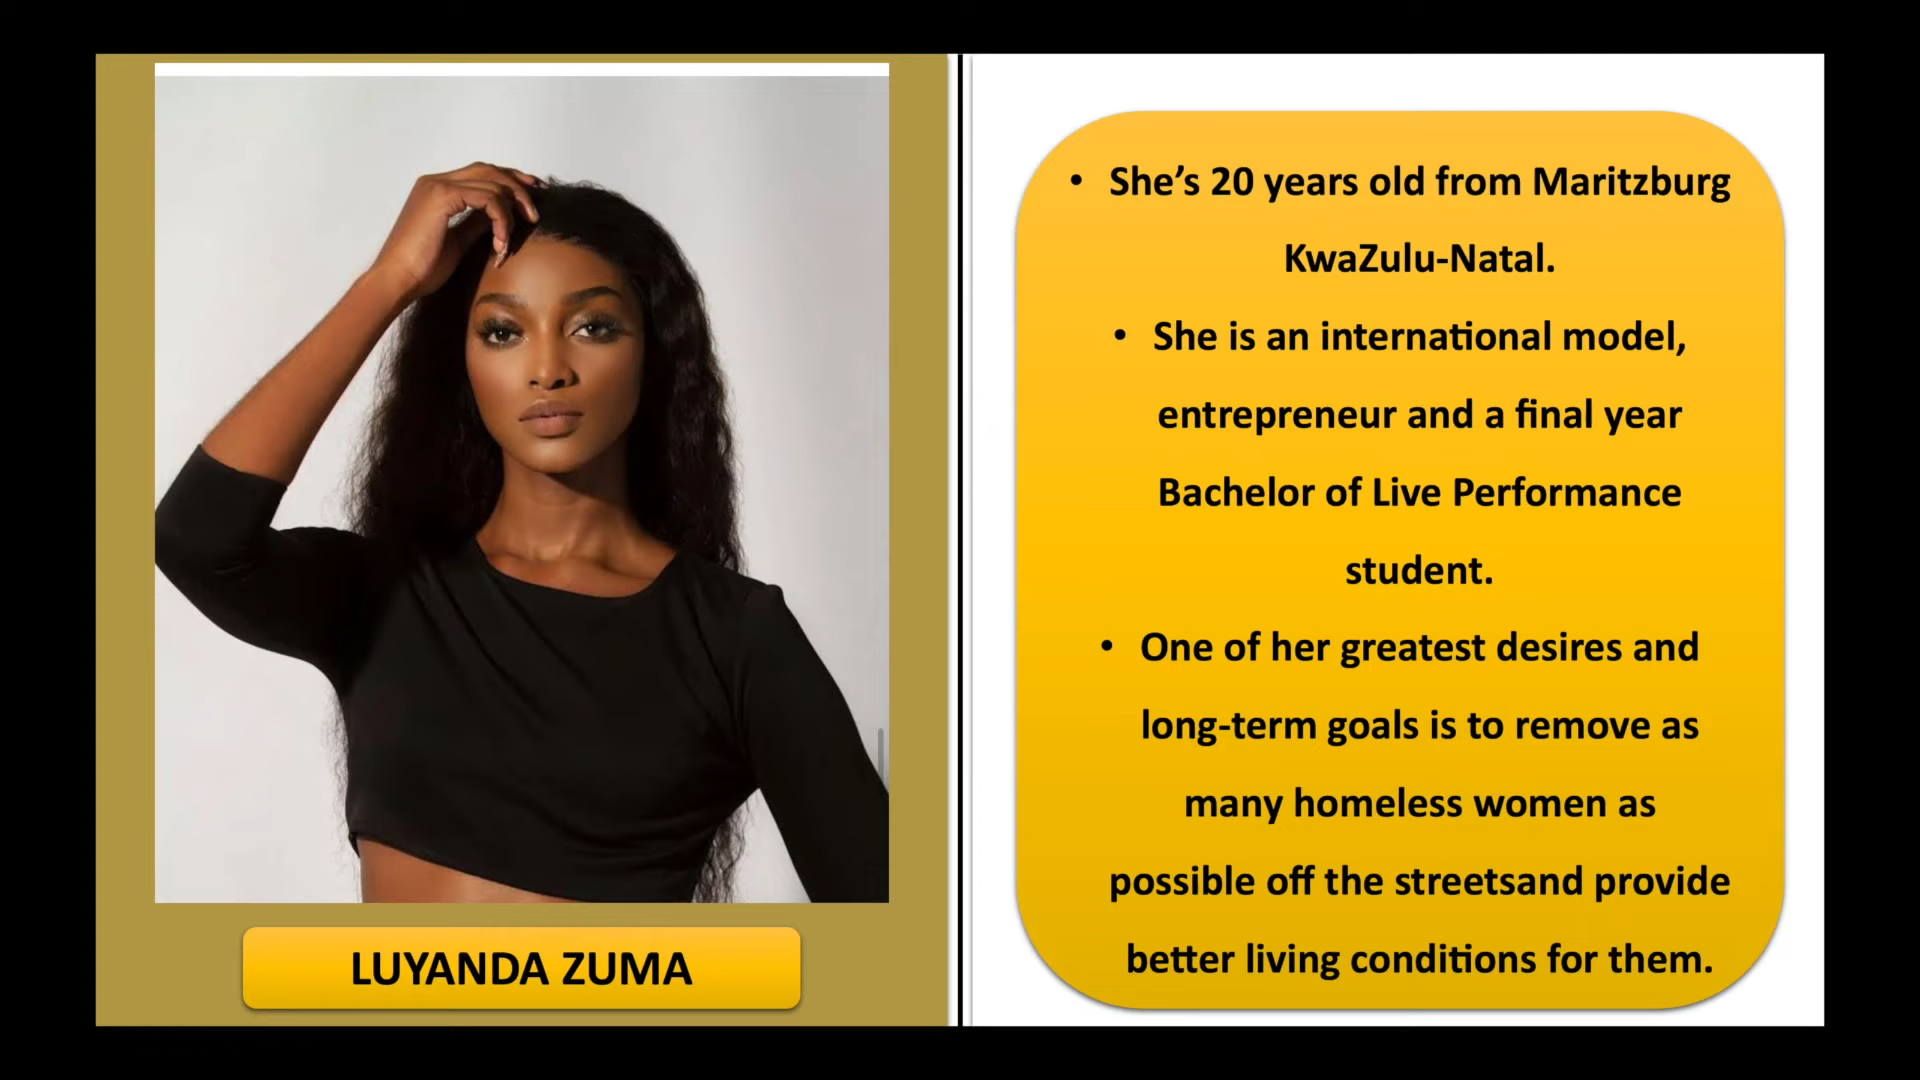 LUYANDA ZUMA
• She’s 20 years old from Maritzburg
KwaZulu-Natal.
• She is an international model,
entrepreneur and a final year
Bachelor of Live Performance
student.
• One of her greatest desires and
long-term goals is to remove as
many homeless women as
possible off the streetsand provide
better living conditions for them.